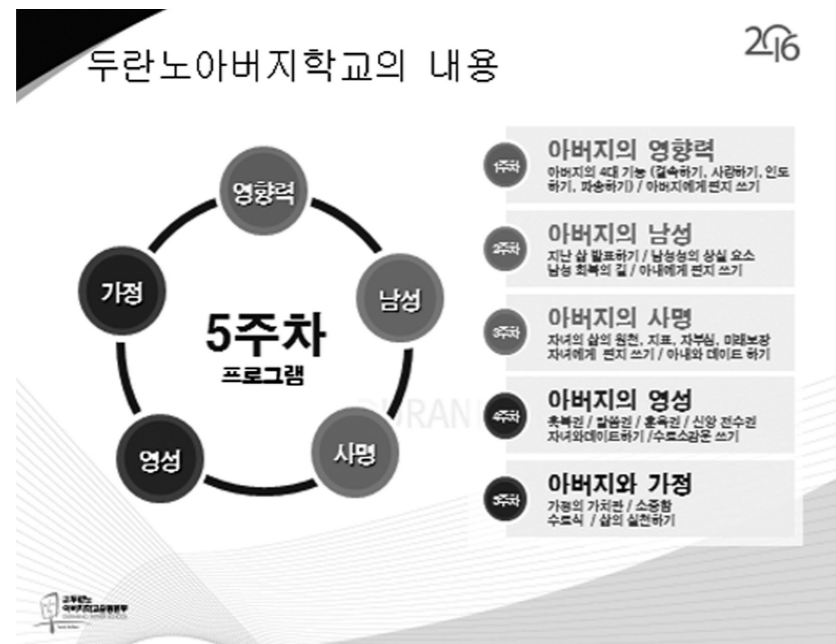 두란노아버지학교의 내용
2016
영향력
남성
사명
영성
가정
5주차
프로그램
1주차
아버지의 영향력
아버지의 4대 기능 (결속하기, 사랑하기, 인도
하기, 파송하기) / 아버지에게 편지 쓰기
2주차
아버지의 남성
지난 삶 발표하기 / 남성성의 상실 요소
남성 회복의 길 / 아내에게 편지 쓰기
3주차
아버지의 사명
자녀의 삶의 원천, 지표, 자부심, 미래보장
자녀에게 편지 쓰기 / 아내와 데이트 하기
4주차
아버지의 영성
축복권 / 말씀권 / 훈육권 / 신앙 전수권
자녀와데이트하기 / 수료소감문 쓰기
5주차
아버지와 가정
가정의 가치관 / 소중함
수료식 / 삶의 실천하기